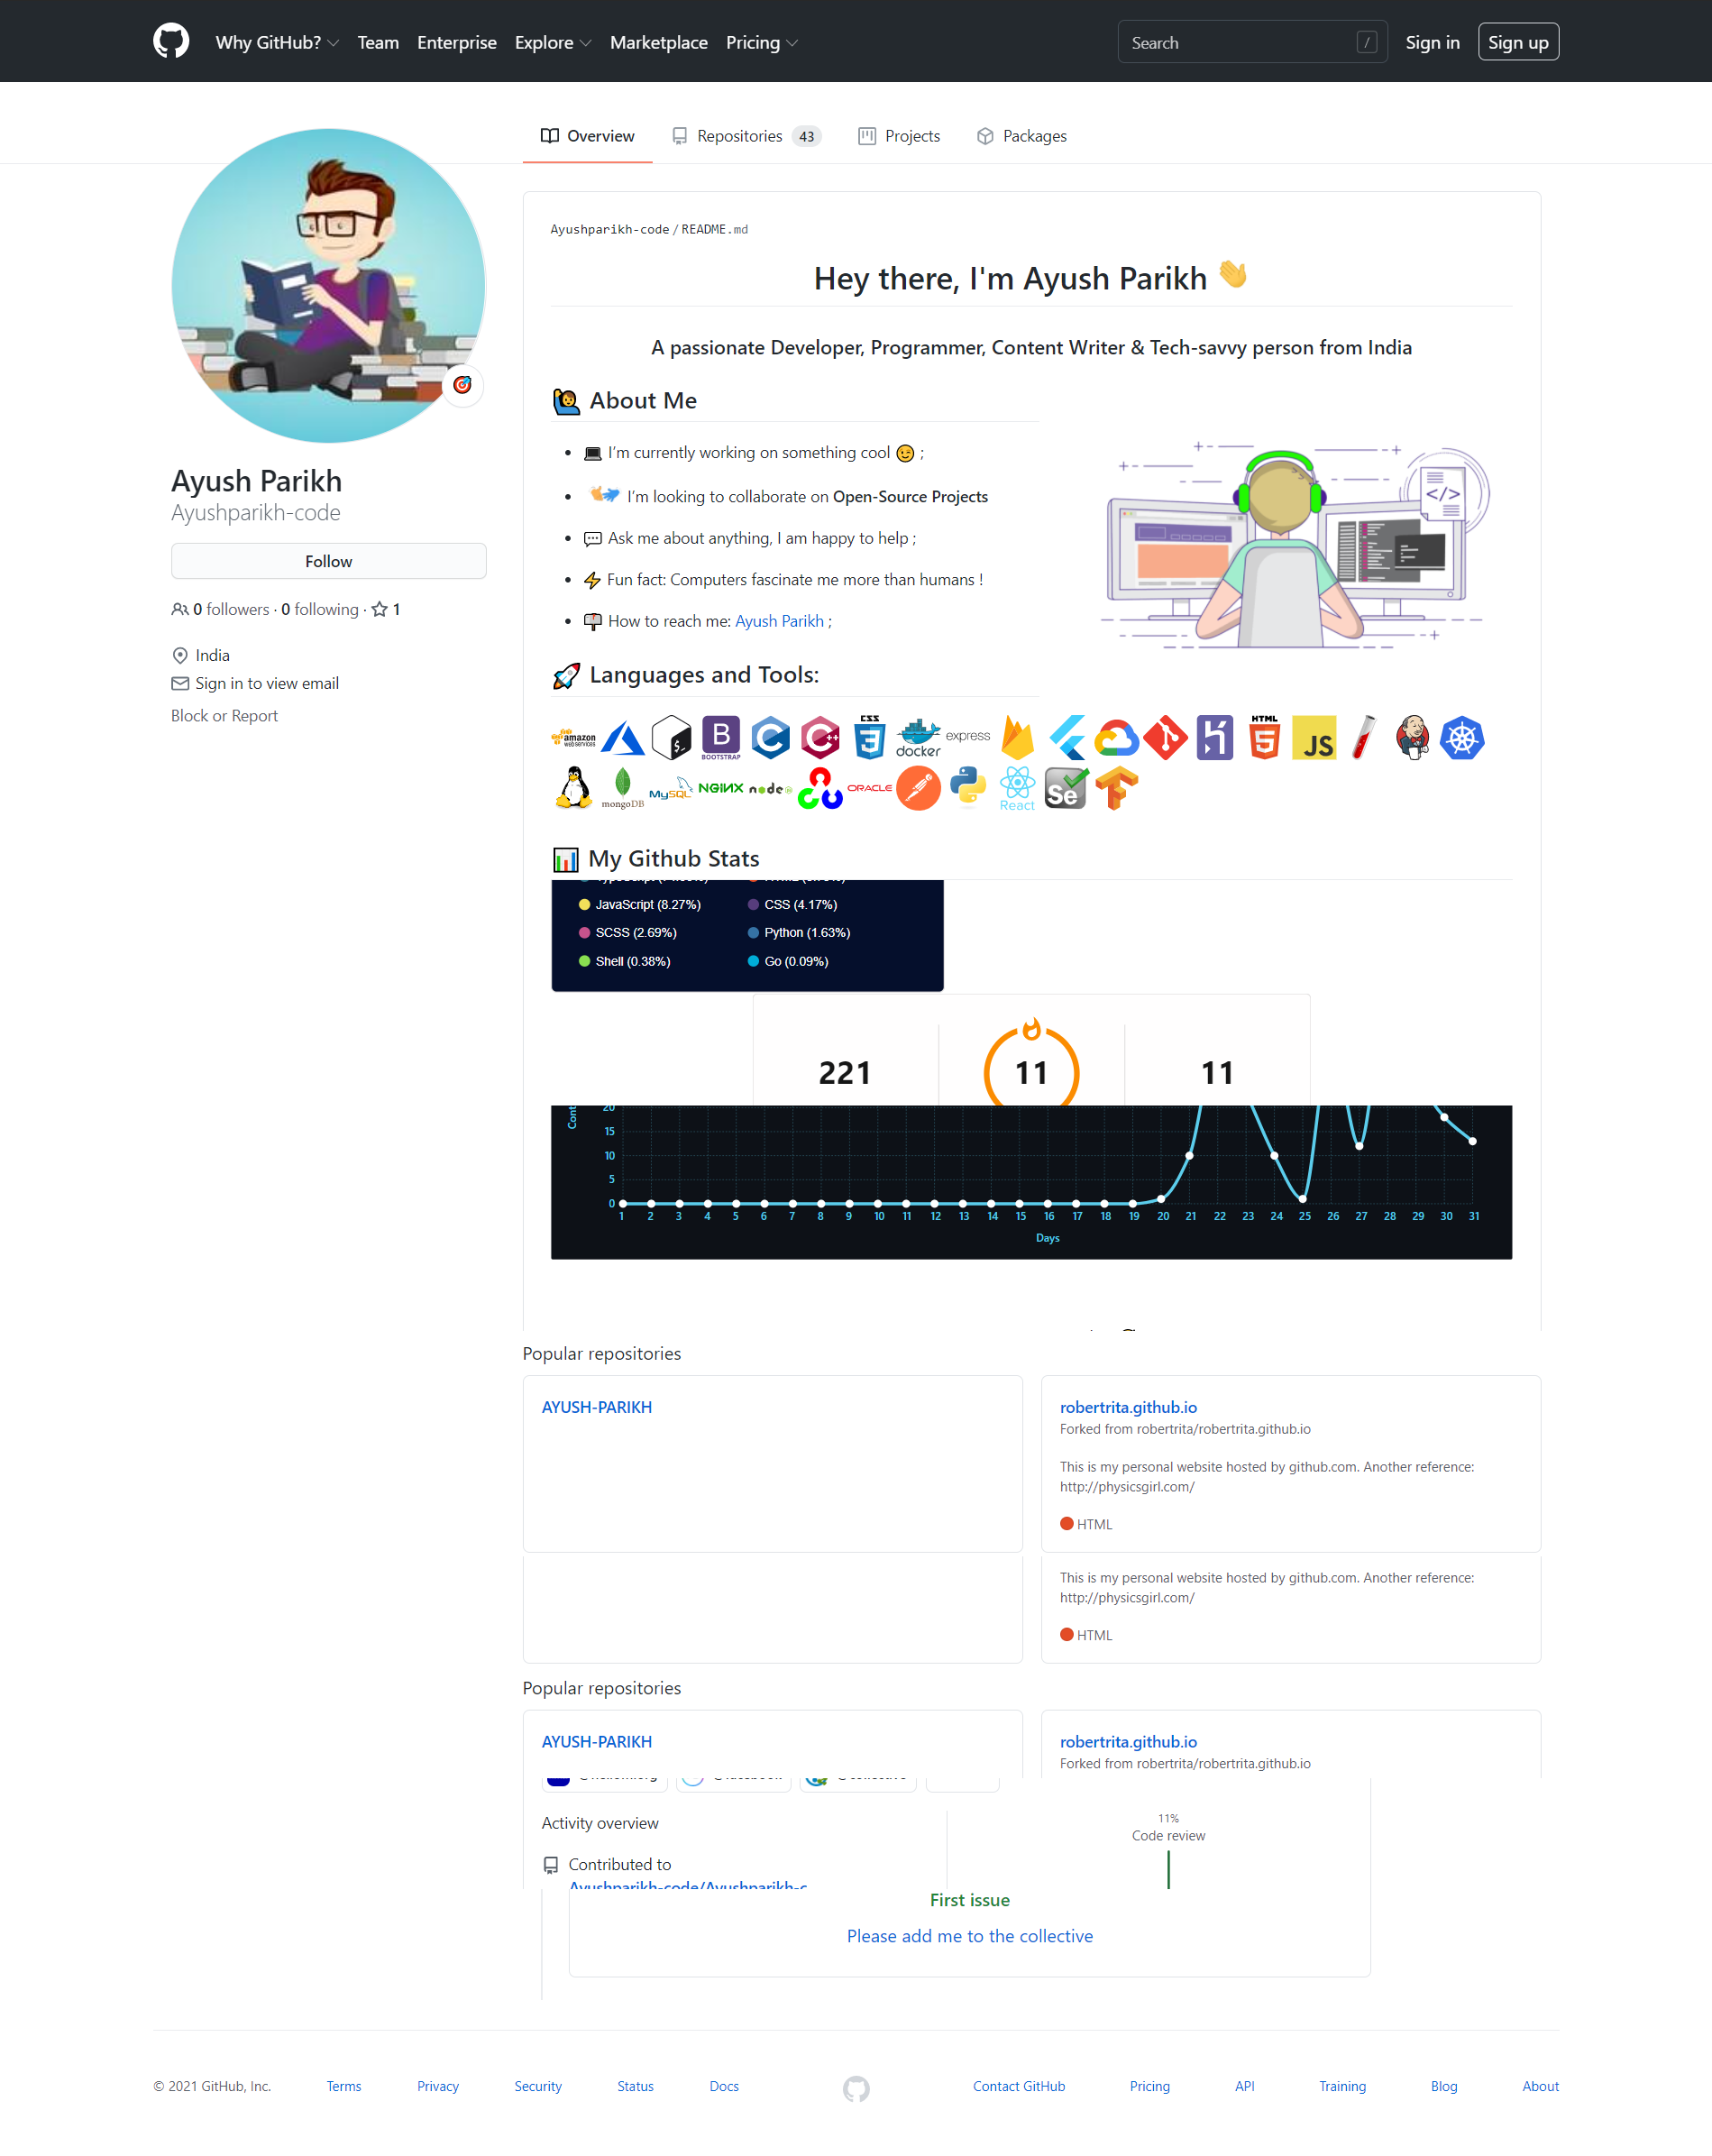 Why GitHub? Team Enterprise Explore Marketplace Pricing Search / Sign in Sign up
Overview Repositories 43 Projects Packages
Ayush Parikh
Ayushparikh-code
Follow
0 followers · 0 following · 1
India
Sign in to view email
Block or Report
Ayushparikh-code / README.md
Hey there, I'm Ayush Parikh
A passionate Developer, Programmer, Content Writer & Tech-savvy person from India
About Me
I'm currently working on something cool ;
I'm looking to collaborate on Open-Source Projects
Ask me about anything, I am happy to help ;
Fun fact: Computers fascinate me more than humans !
How to reach me: Ayush Parikh ;
</>
Languages and Tools:
amazon web services
$_
B BOOTSTRAP
C
C++
CSS 3
docker
express
HTML 5
JS
mongoDB
MySQL
NGINX
node
ORACLE
React
Se
My Github Stats
JavaScript (8.27%) CSS (4.17%)
SCSS (2.69%) Python (1.63%)
Shell (0.38%) Go (0.09%)
221 11 11
Cont
20
15
10
5
0
1 2 3 4 5 6 7 8 9 10 11 12 13 14 15 16 17 18 19 20 21 22 23 24 25 26 27 28 29 30 31
Days
Popular repositories
AYUSH-PARIKH
robertrita.github.io
Forked from robertrita/robertrita.github.io
This is my personal website hosted by github.com. Another reference:
http://physicsgirl.com/
HTML
This is my personal website hosted by github.com. Another reference:
http://physicsgirl.com/
HTML
Popular repositories
AYUSH-PARIKH
robertrita.github.io
Forked from robertrita/robertrita.github.io
Activity overview
Contributed to
Ayushparikh-code/Ayushparikh-c
11%
Code review
First issue
Please add me to the collective
© 2021 GitHub, Inc. Terms Privacy Security Status Docs Contact GitHub Pricing API Training Blog About